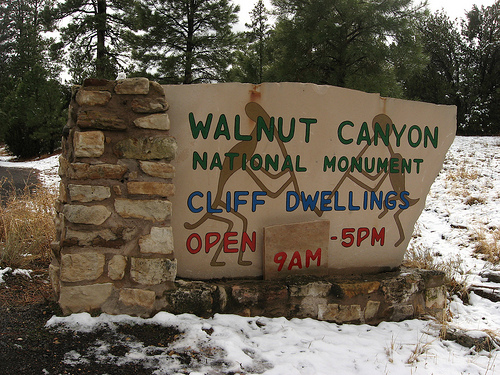 WALNUT CANYON
NATIONAL MONUMENT
CLIFF DWELLINGS
OPEN 9AM -5PM